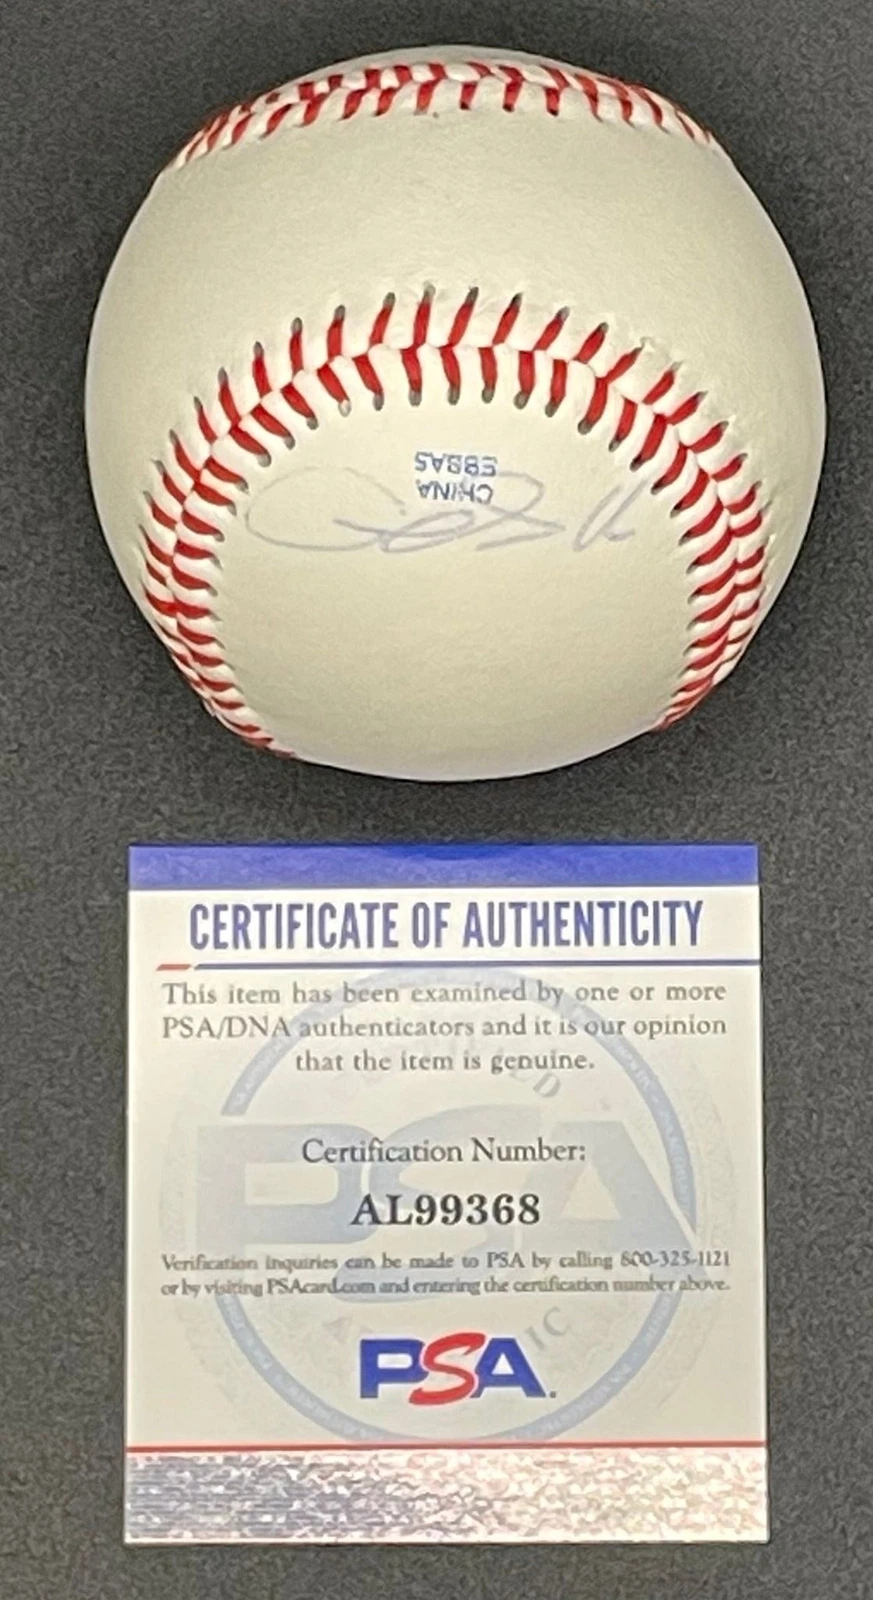 CHINA
EBSAS
CERTIFICATE OF AUTHENTICITY
This item has been examined by one or more
PSA/DNA authenticators and it is our opinion
that the item is genuine.
Certification Number:
AL99368
Verification inquiries can be made to PSA by calling 800-325-1121
or by visiting PSAcard.com and entering the certification number above.
PSA